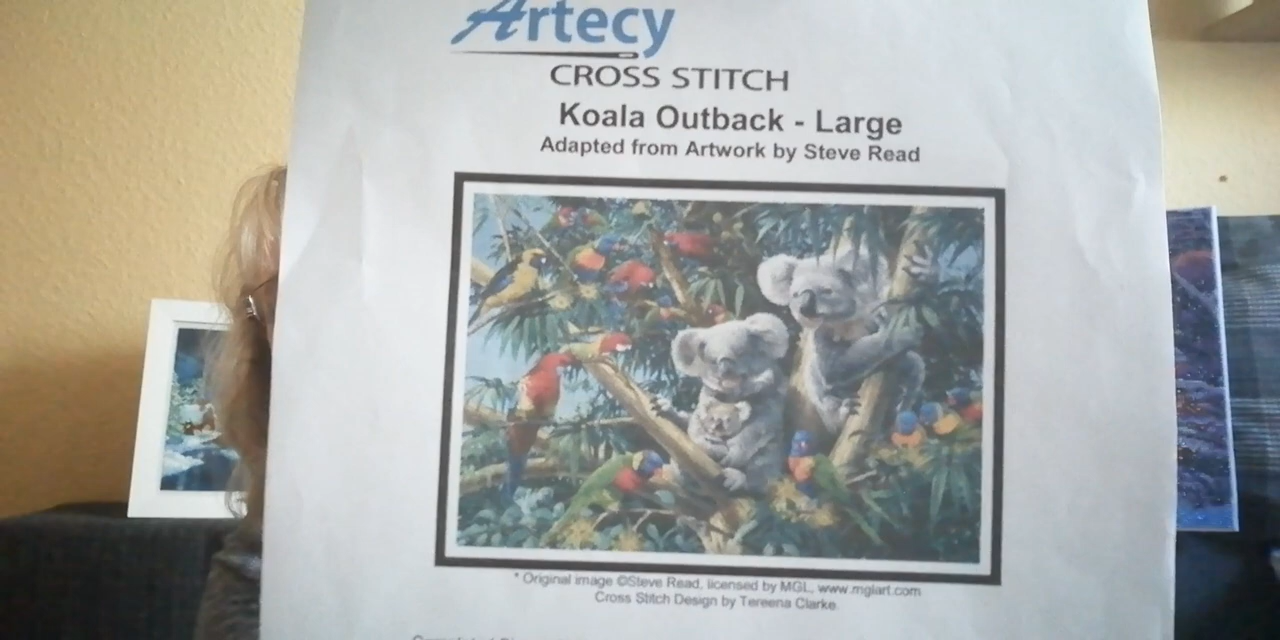 Artecy
CROSS STITCH
Koala Outback - Large
Adapted from Artwork by Steve Read
* Original image ©Steve Read, licensed by MGL, www.mglart.com
Cross Stitch Design by Tereena Clarke.